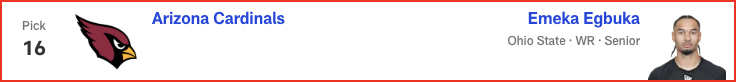 Pick
16
Arizona Cardinals
Emeka Egbuka
Ohio State · WR · Senior